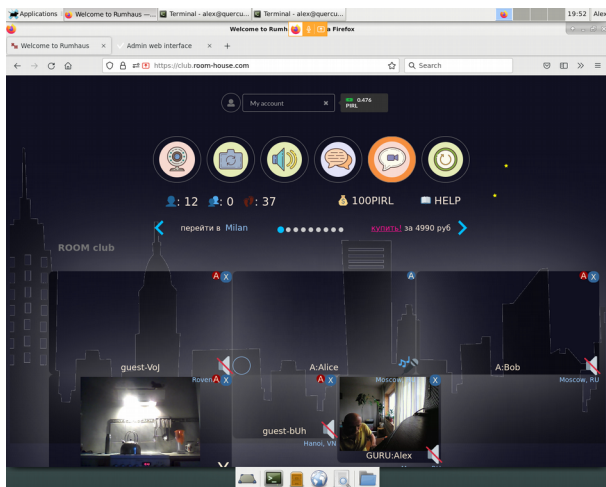 Applications
Welcome to Rumhaus —...
Terminal - alex@quercu...
Terminal - alex@quercu...
19:52 Alex
Welcome to Rumh
a Firefox
Welcome to Rumhaus
Admin web interface
https://club.room-house.com
Search
My account
0.476
PIRL
: 12 : 0 : 37 100PIRL HELP
перейти в Milan
купить! за 4990 руб
ROOM club
A X
A
A X
guest-VoJ
A:Alice
A:Bob
Roven
A X
A X
Moscow,
X
Moscow, RU
guest-bUh
Hanoi, VN
GURU:Alex